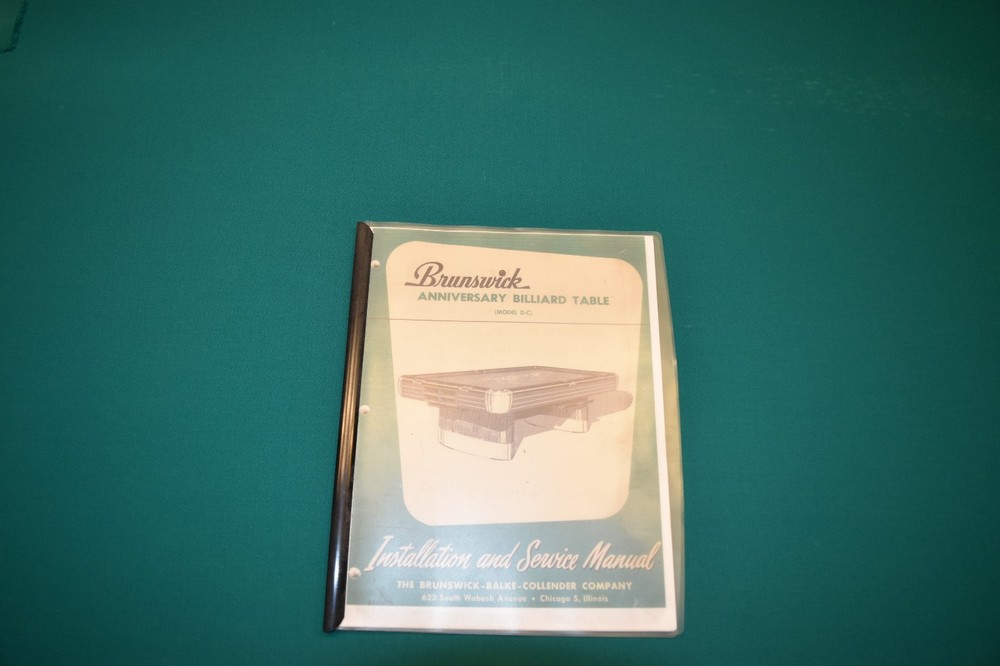 Brunswick
ANNIVERSARY BILLIARD TABLE
(MODEL D-C)
Installation and Service Manual
THE BRUNSWICK-BALKE-COLLENDER COMPANY
623 South Wabash Avenue • Chicago 5, Illinois